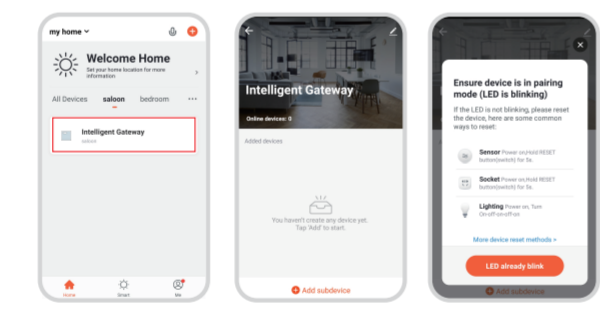 my home
Welcome Home
Set your home location for more
information
All Devices saloon bedroom
Intelligent Gateway
saloon
Home Smart Me
Intelligent Gateway
Online devices: 0
Added devices
You haven't create any device yet.
Tap 'Add' to start.
Add subdevice
Ensure device is in pairing
mode (LED is blinking)
If the LED is not blinking, please reset
the device, here are some common
ways to reset:
Sensor Power on,Hold RESET
button(switch) for 5s.
Socket Power on,Hold RESET
button(switch) for 5s.
Lighting Power on, Turn
On-off-on-off-on
More device reset methods >
LED already blink
Add subdevice